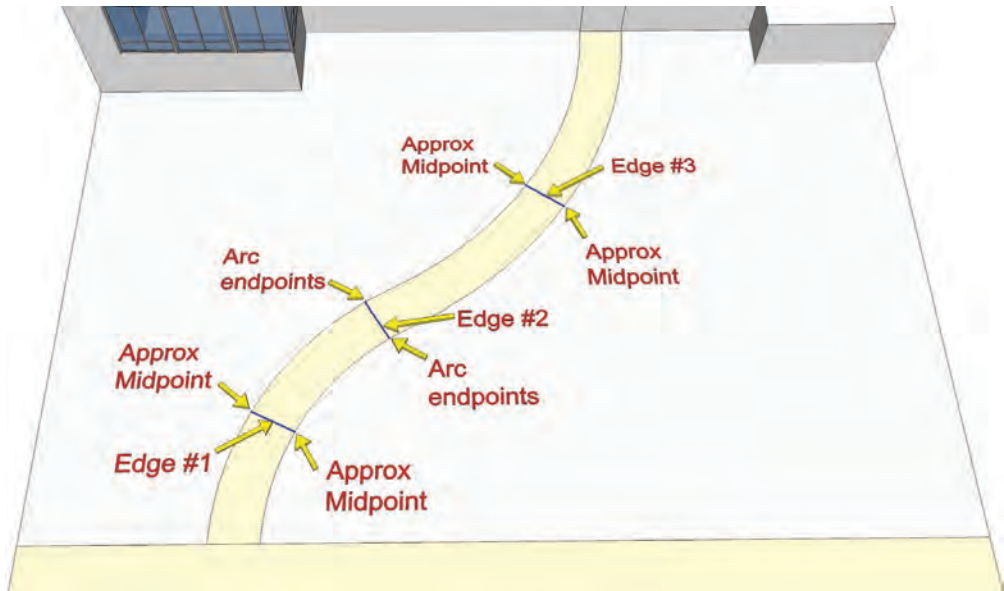 Approx
Midpoint
Edge #3
Approx
Midpoint
Arc
endpoints
Edge #2
Approx
Midpoint
Arc
endpoints
Edge #1
Approx
Midpoint